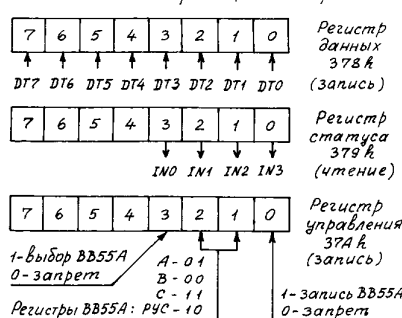 7 6 5 4 3 2 1 0
Регистр данных 378h (запись)
DT7 DT6 DT5 DT4 DT3 DT2 DT1 DT0
7 6 5 4 3 2 1 0
Регистр статуса 379h (чтение)
IN0 IN1 IN2 IN3
7 6 5 4 3 2 1 0
Регистр управления 37Ah (запись)
1-выбор ВВ55А
0-запрет
A-01
B-00
C-11
Регистры ВВ55А: РУС-10
1-запись ВВ55А
0-запрет